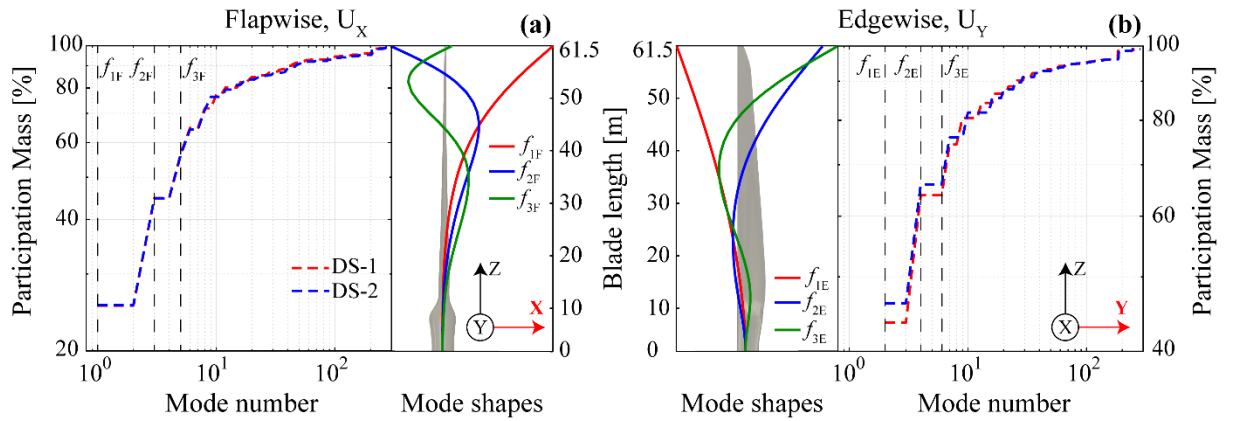 Flapwise, U_X
(a)
Participation Mass [%]
100
80
60
40
20
f_1F f_2F f_3F
DS-1
DS-2
10^0 10^1 10^2
Mode number
f_1F
f_2F
f_3F
Z
Y
X
61.5
50
40
30
20
10
0
Mode shapes
Edgewise, U_Y
(b)
Blade length [m]
61.5
50
40
30
20
10
0
f_1E
f_2E
f_3E
Mode shapes
f_1E f_2E f_3E
Z
X
Y
10^0 10^1 10^2
Mode number
100
80
60
40
Participation Mass [%]